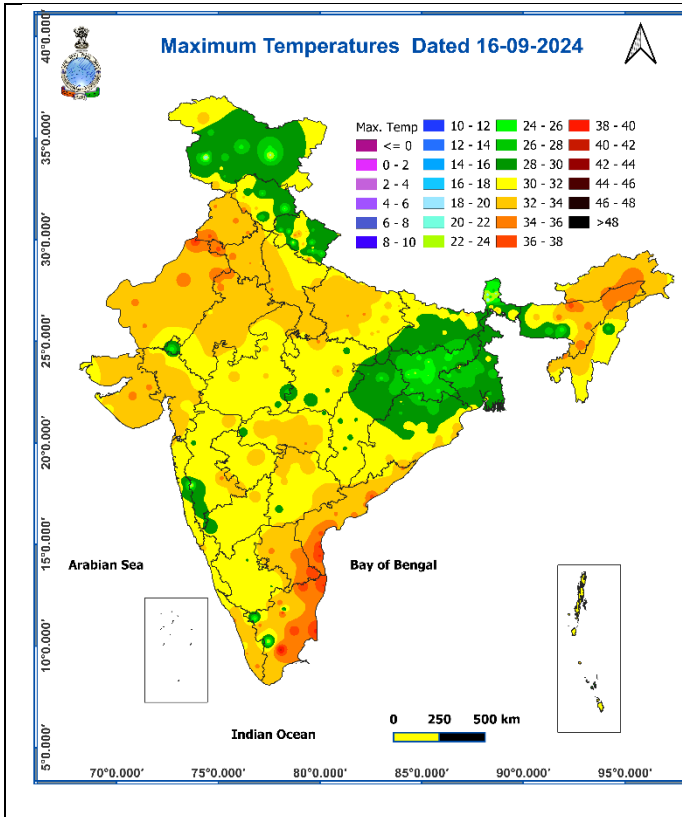 Maximum Temperatures Dated 16-09-2024
Max. Temp
<= 0
0 - 2
2 - 4
4 - 6
6 - 8
8 - 10
10 - 12
12 - 14
14 - 16
16 - 18
18 - 20
20 - 22
22 - 24
24 - 26
26 - 28
28 - 30
30 - 32
32 - 34
34 - 36
36 - 38
38 - 40
40 - 42
42 - 44
44 - 46
46 - 48
>48
40°0.000'
35°0.000'
30°0.000'
25°0.000'
20°0.000'
15°0.000'
10°0.000'
5°0.000'
Arabian Sea
Bay of Bengal
Indian Ocean
0 250 500 km
70°0.000' 75°0.000' 80°0.000' 85°0.000' 90°0.000' 95°0.000'